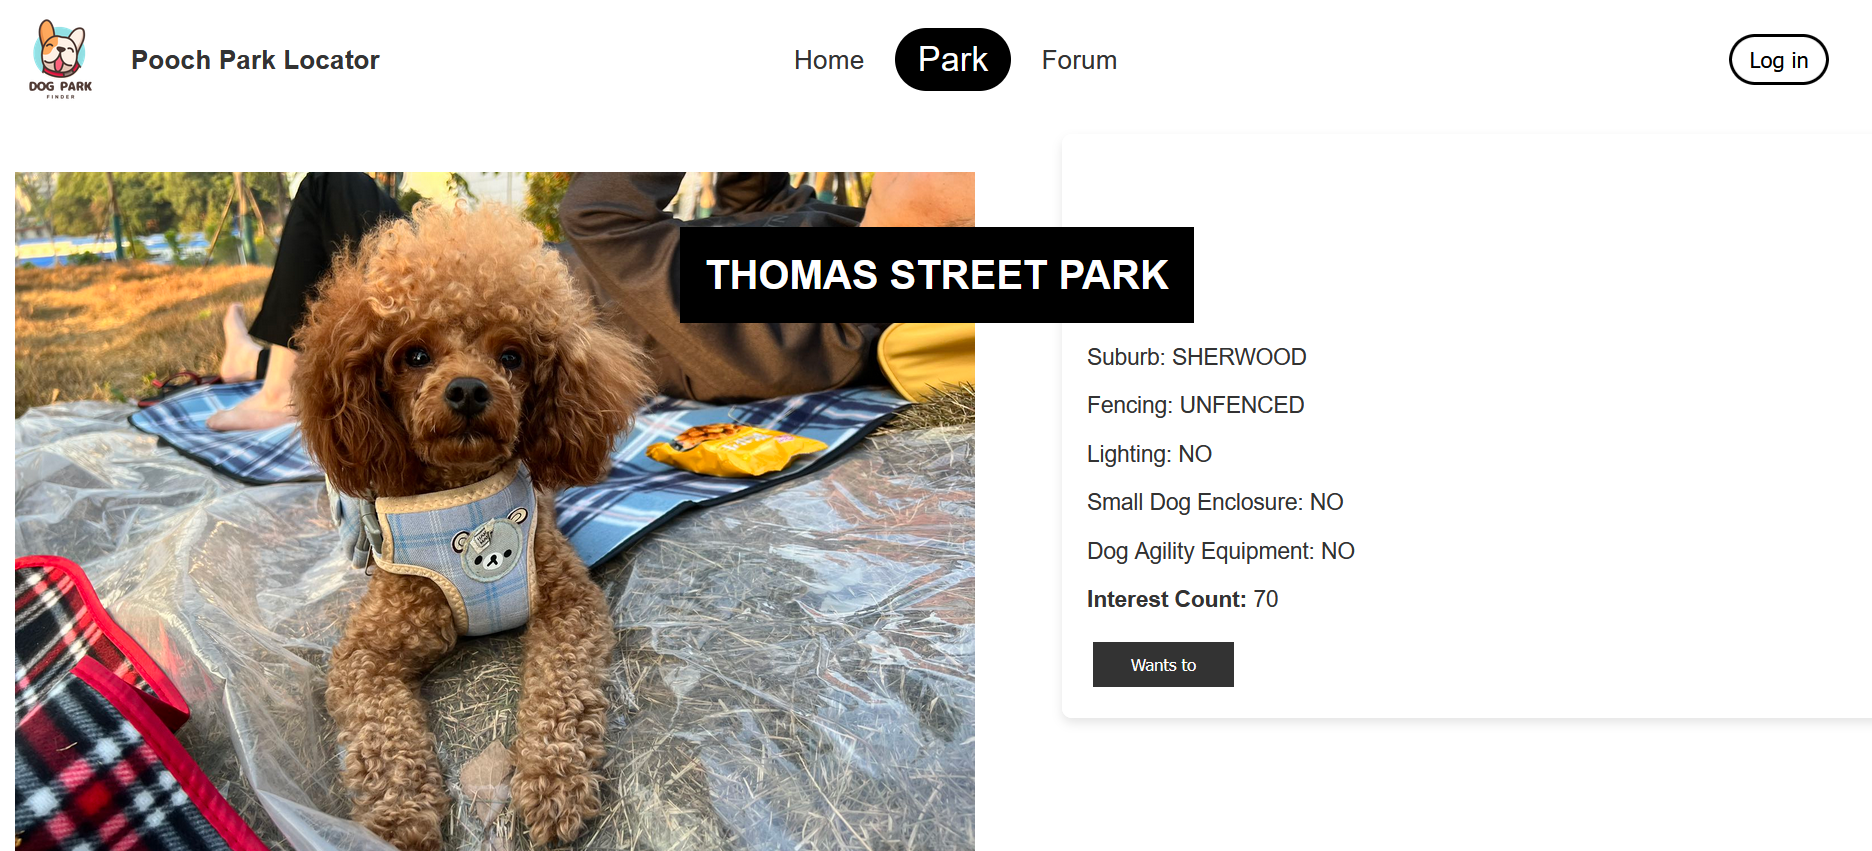 DOG PARK
FINDER
Pooch Park Locator
Home
Park
Forum
Log in
THOMAS STREET PARK
Suburb: SHERWOOD
Fencing: UNFENCED
Lighting: NO
Small Dog Enclosure: NO
Dog Agility Equipment: NO
Interest Count: 70
Wants to